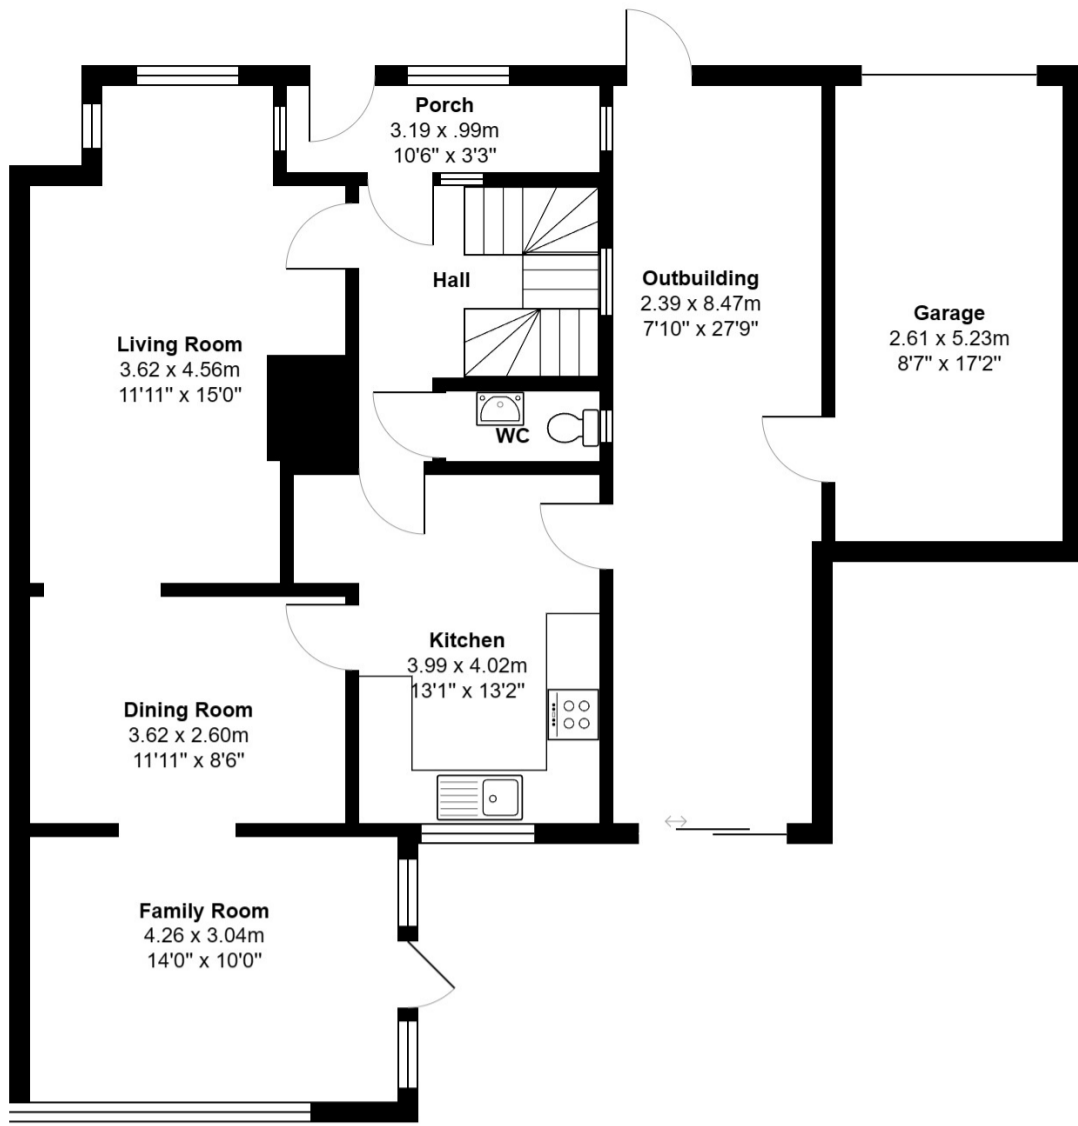 Porch
3.19 x .99m
10'6" x 3'3"
Hall
Outbuilding
2.39 x 8.47m
7'10" x 27'9"
Garage
2.61 x 5.23m
8'7" x 17'2"
Living Room
3.62 x 4.56m
11'11" x 15'0"
WC
Kitchen
3.99 x 4.02m
13'1" x 13'2"
Dining Room
3.62 x 2.60m
11'11" x 8'6"
Family Room
4.26 x 3.04m
14'0" x 10'0"